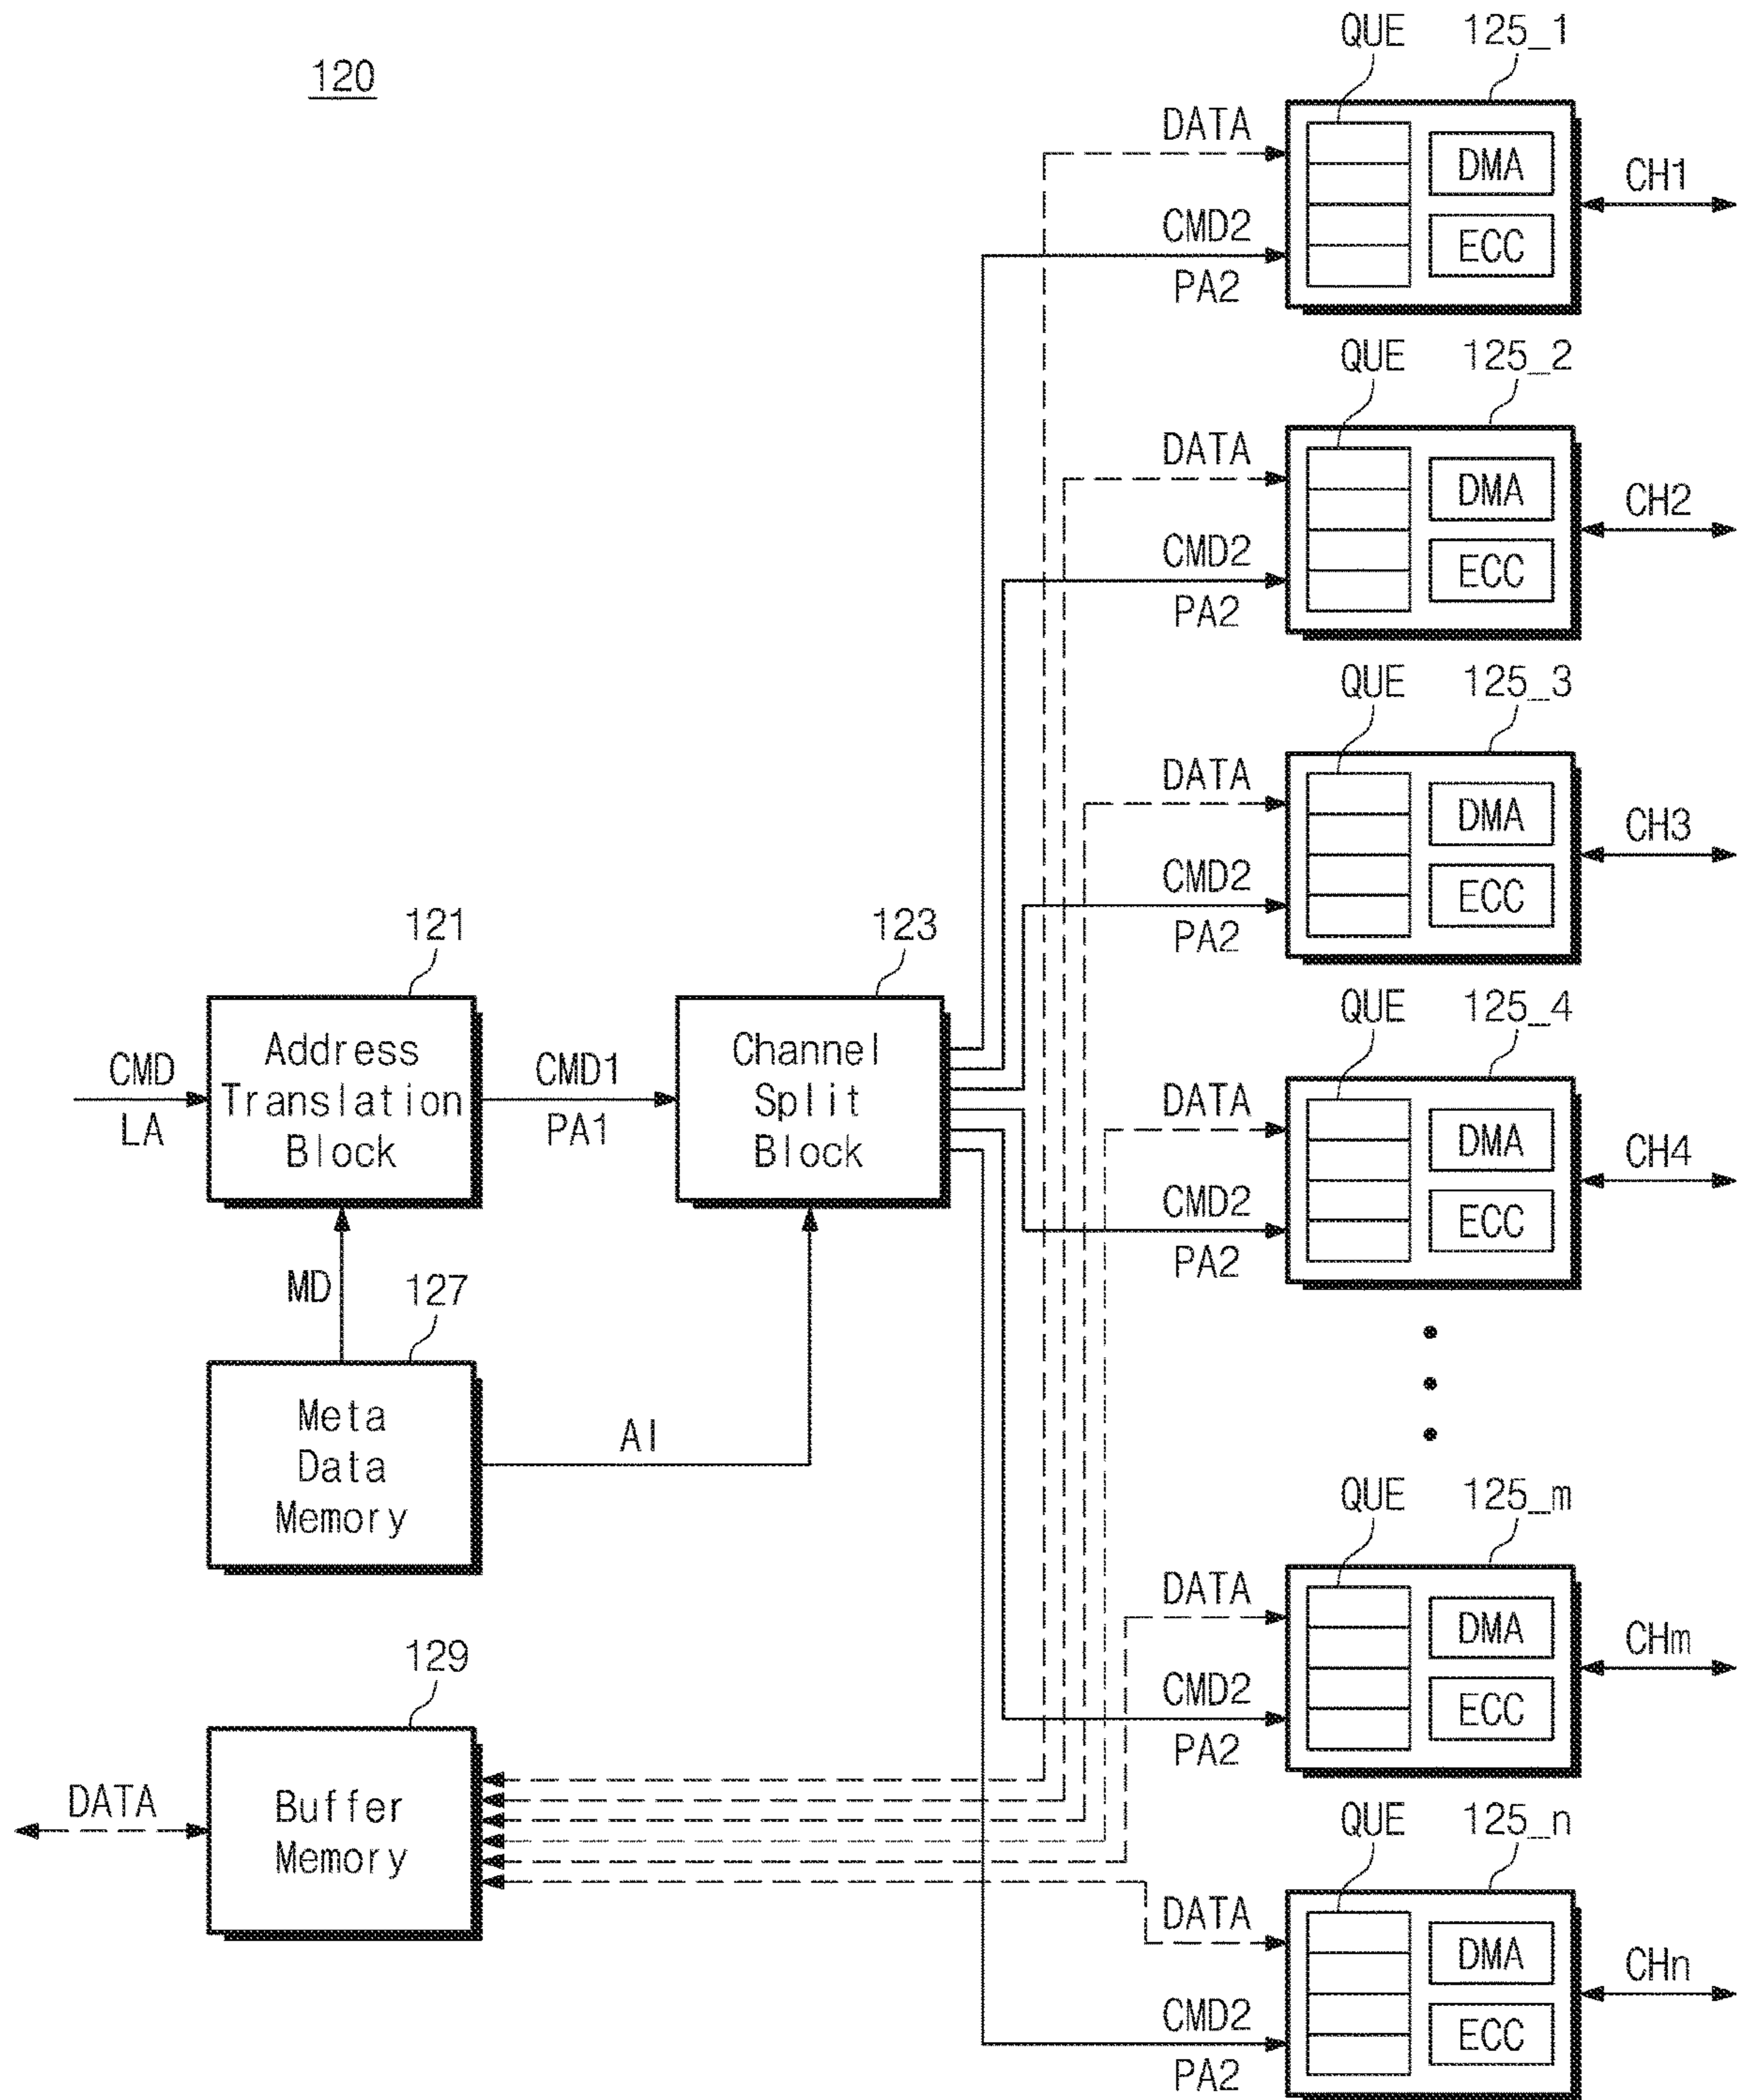 120
QUE 125_1
DATA
DMA
CH1
CMD2
ECC
PA2
QUE 125_2
DATA
DMA
CH2
CMD2
ECC
PA2
QUE 125_3
DATA
DMA
CH3
CMD2
ECC
PA2
121
123
QUE 125_4
CMD
LA
Address
Translation
Block
CMD1
PA1
Channel
Split
Block
DATA
DMA
CH4
CMD2
ECC
PA2
MD
127
Meta
Data
Memory
AI
QUE 125_m
DATA
DMA
CHm
CMD2
ECC
PA2
129
DATA
Buffer
Memory
QUE 125_n
DATA
DMA
CHn
CMD2
ECC
PA2